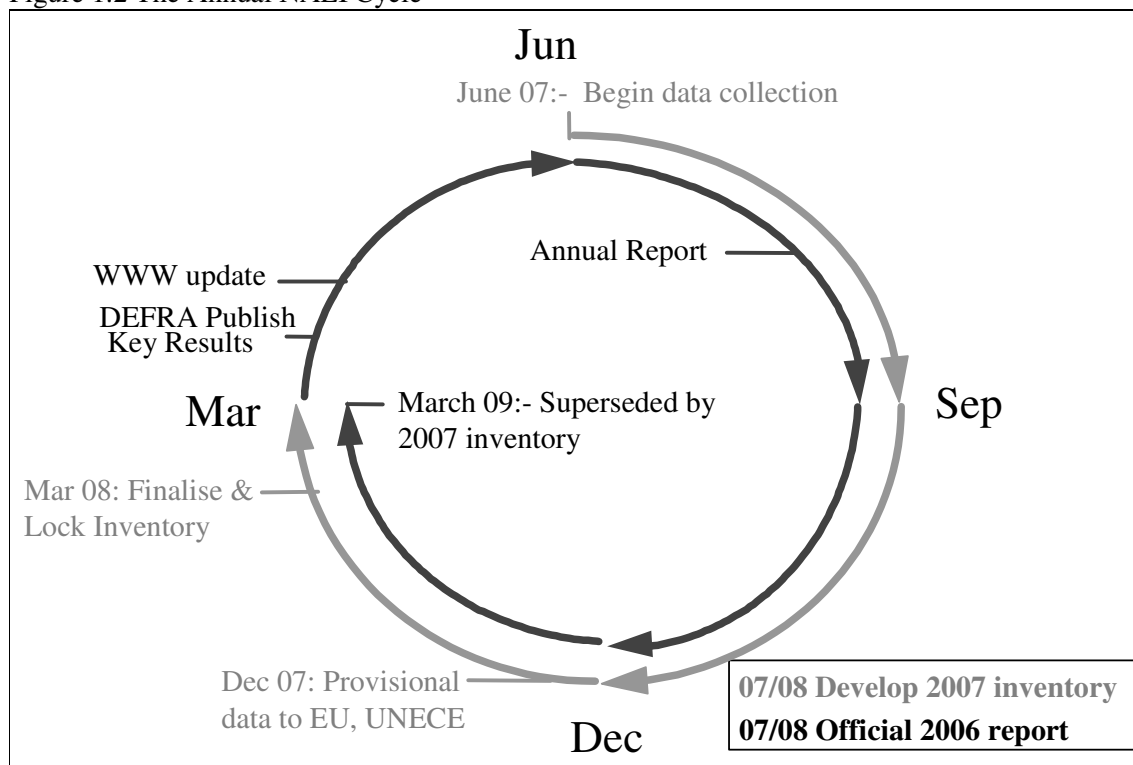 Figure 1.2 The Annual NAEI Cycle
Jun
June 07:- Begin data collection
Annual Report
WWW update
DEFRA Publish
Key Results
Mar
March 09:- Superseded by
2007 inventory
Sep
Mar 08: Finalise &
Lock Inventory
Dec 07: Provisional
data to EU, UNECE
Dec
07/08 Develop 2007 inventory
07/08 Official 2006 report